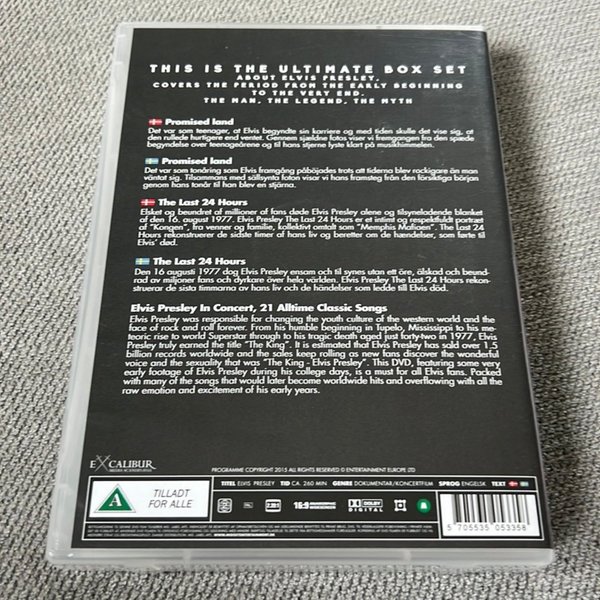 THIS IS THE ULTIMATE BOX SET
ABOUT ELVIS PRESLEY.
COVERS THE PERIOD FROM THE EARLY BEGINNING
TO THE VERY END.
THE MAN, THE LEGEND, THE MYTH
Promised land
Det var som teenager, at Elvis begyndte sin karriere og med tiden skulle det vise sig, at
den rullede hurtigere end ventet. Gennem sjældne fotos viser vi fremgangen fra den spæde
begyndelse over teenageårene og til hans stjerne lyste klart på musikhimmelen.
Promised land
Det var som tonåring som Elvis framgång påböjades trots att tiderna blev rockigare än man
väntat sig. Tilsammans med sällsynta foton visar vi hans framsteg från den försiktiga början
genom hans tonår til han blev en stjärna.
The Last 24 Hours
Elsket og beundret af millioner af fans døde Elvis Presley alene og tilsyneladende blanket
af den 16. august 1977. Elvis Presley The Last 24 Hours er et intimt og respektfuldt portræt
af "Kongen", fra venner og familie, kollektivt omtalt som "Memphis Mafiaen". The Last 24
Hours rekonstruerer de sidste timer af hans liv og beretter om de hændelser, som førte til
Elvis' død.
The Last 24 Hours
Den 16 augusti 1977 dog Elvis Presley ensom och til synes utan ett öre, älskad och beund-
rad av miljoner fans och dyrkare över hela världen. Elvis Presley The Last 24 Hours rekon-
struerar de sista timmarna av hans liv och de händelser som ledde till Elvis död.
Elvis Presley In Concert, 21 Alltime Classic Songs
Elvis Presley was responsible for changing the youth culture of the western world and the
face of rock and roll forever. From his humble beginning in Tupelo, Mississippi to his me-
teoric rise to world Superstar through to his tragic death aged just forty-two in 1977, Elvis
Presley truly earned the title "The King". It is estimated that Elvis Presley has sold over 1,5
billion records worldwide and the sales keep rolling as new fans discover the wonderful
voice and the sexuality that was "The King - Elvis Presley". This DVD, featuring some very
early footage of Elvis Presley during his college days, is a must for all Elvis fans. Packed
with many of the songs that would later become worldwide hits and overflowing with all the
raw emotion and excitement of his early years.
EXCALIBUR
PROGRAMME COPYRIGHT 2015 ALL RIGHTS RESERVED © ENTERTAINMENT EUROPE LTD
A TILLADT
FOR ALLE
TITEL ELVIS PRESLEY TID CA. 260 MIN GENRE DOKUMENTAR/KONCERTFILM SPROG ENGELSK TEXT
16:9 DOLBY
DIGITAL
5 705535 053358